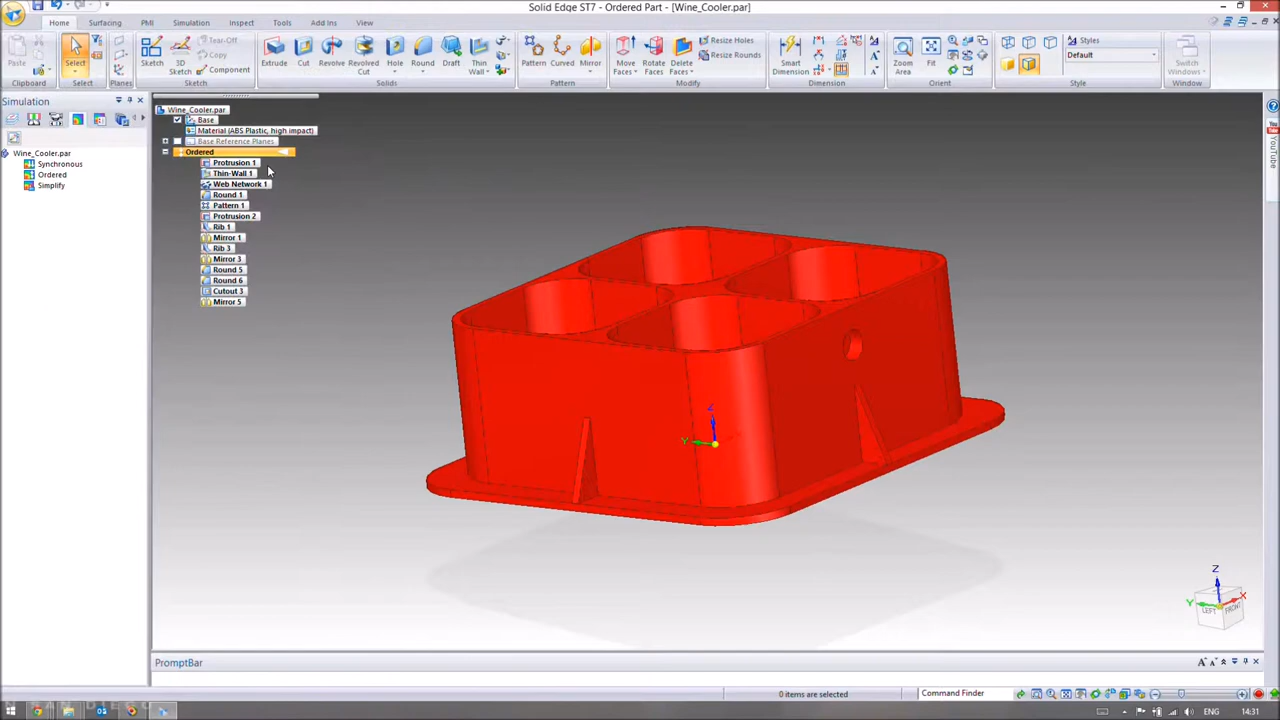 Solid Edge ST7 - Ordered Part - [Wine_Cooler.par]
Home Surfacing PMI Simulation Inspect Tools Add Ins View
Paste
Clipboard
Select
Select
Planes
Sketch
3D Sketch
Tear-Off
Copy
Component
Sketch
Extrude
Cut
Revolve
Revolved Cut
Hole
Round
Draft
Thin Wall
Solids
Pattern
Curved
Mirror
Pattern
Move Faces
Rotate Faces
Delete Faces
Resize Holes
Resize Rounds
Modify
Smart Dimension
Dimension
Zoom Area
Fit
Orient
Styles
Default
Style
Switch Windows
Window
Simulation
Wine_Cooler.par
Synchronous
Ordered
Simplify
Wine_Cooler.par
Base
Material (ABS Plastic, high impact)
Base Reference Planes
Ordered
Protrusion 1
Thin-Wall 1
Web Network 1
Round 1
Pattern 1
Protrusion 2
Rib 1
Mirror 1
Rib 3
Mirror 3
Round 5
Round 6
Cutout 3
Mirror 5
You Tube
YouTube
Z
Y
Z
Y
X
LEFT
FRONT
PromptBar
0 items are selected
Command Finder
ENG
14:31